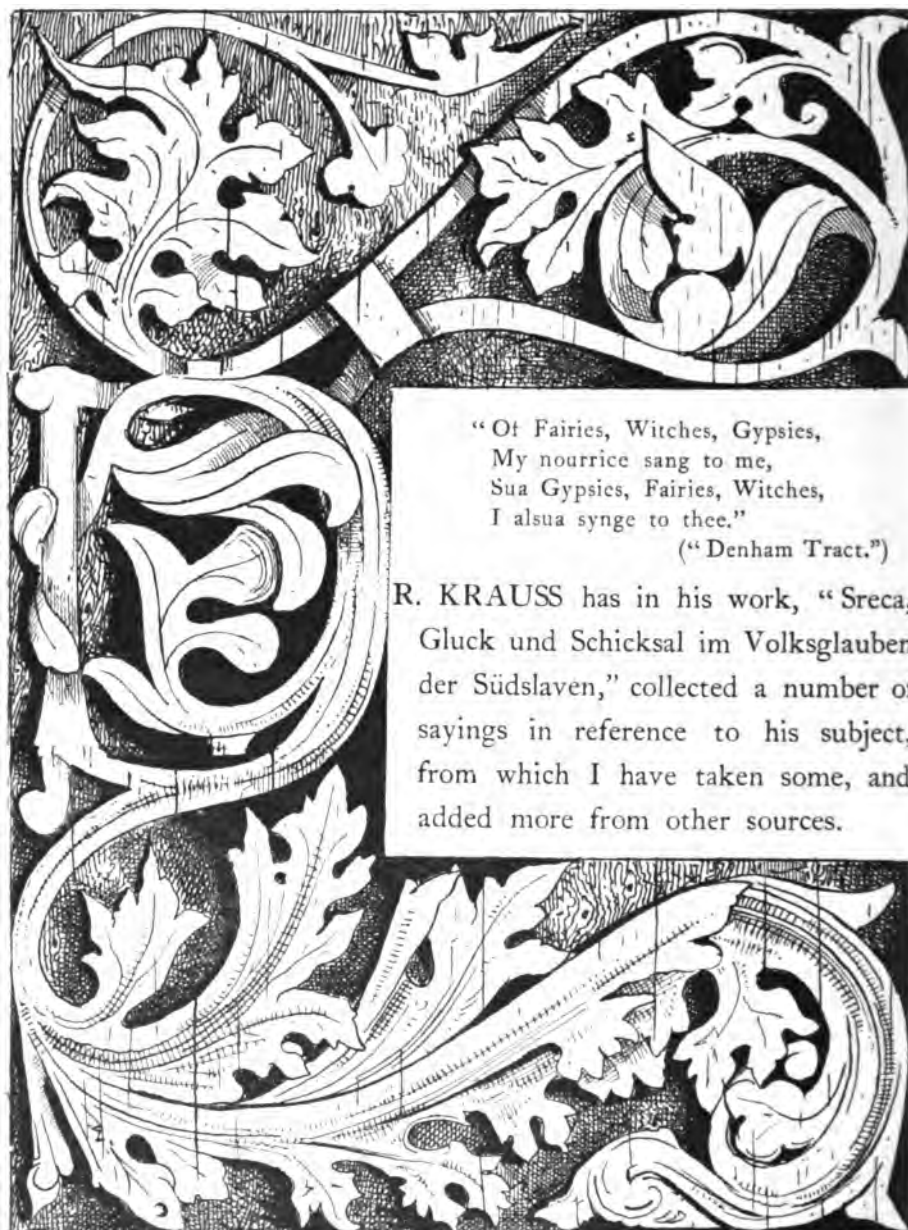 "Of Fairies, Witches, Gypsies,
My nourrice sang to me,
Sua Gypsies, Fairies, Witches,
I alsua synge to thee."
("Denham Tract.")
DR. KRAUSS has in his work, "Sreca,
Gluck und Schicksal im Volksglauben
der Südslaven," collected a number of
sayings in reference to his subject,
from which I have taken some, and
added more from other sources.